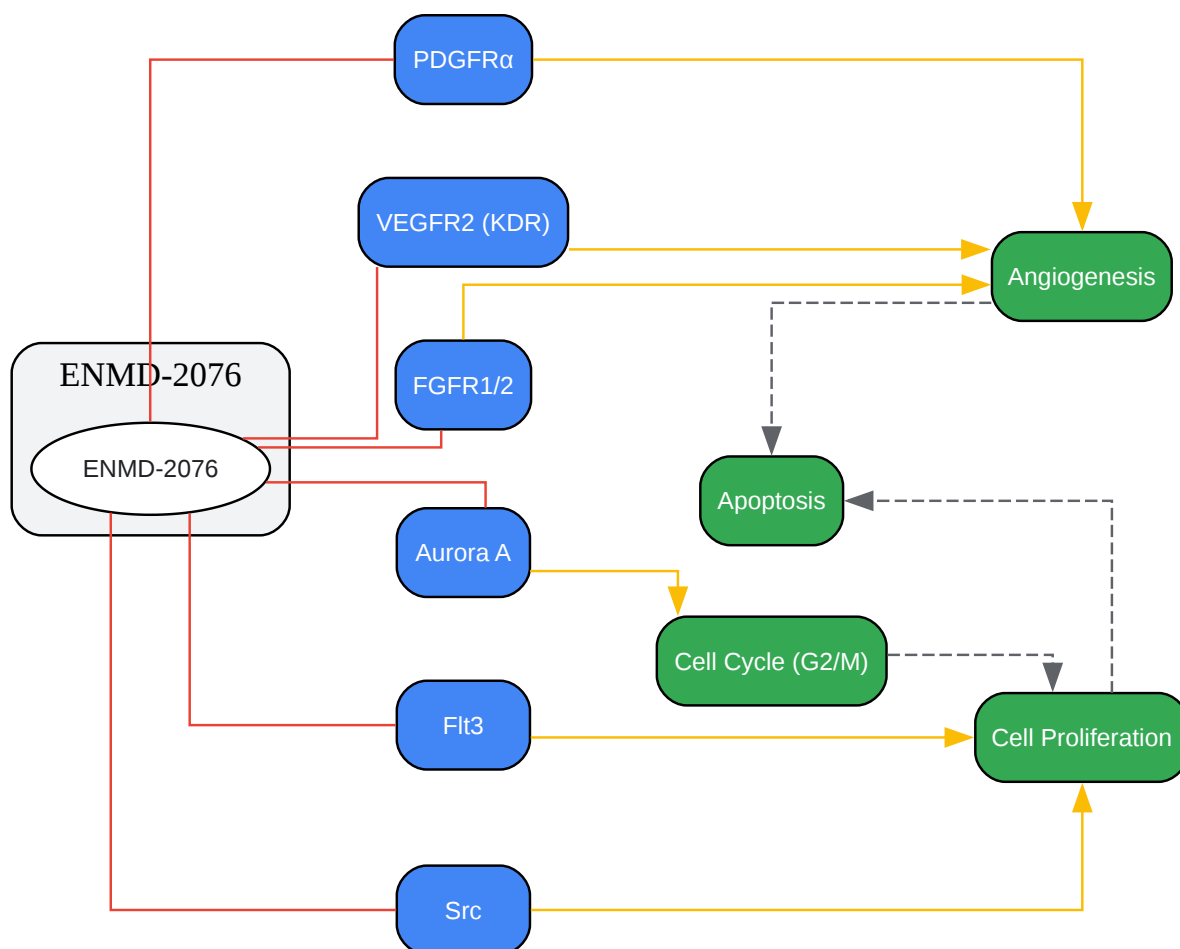 PDGFRα
VEGFR2 (KDR)
Angiogenesis
ENMD-2076
FGFR1/2
ENMD-2076
Apoptosis
Aurora A
Cell Cycle (G2/M)
Flt3
Cell Proliferation
Src